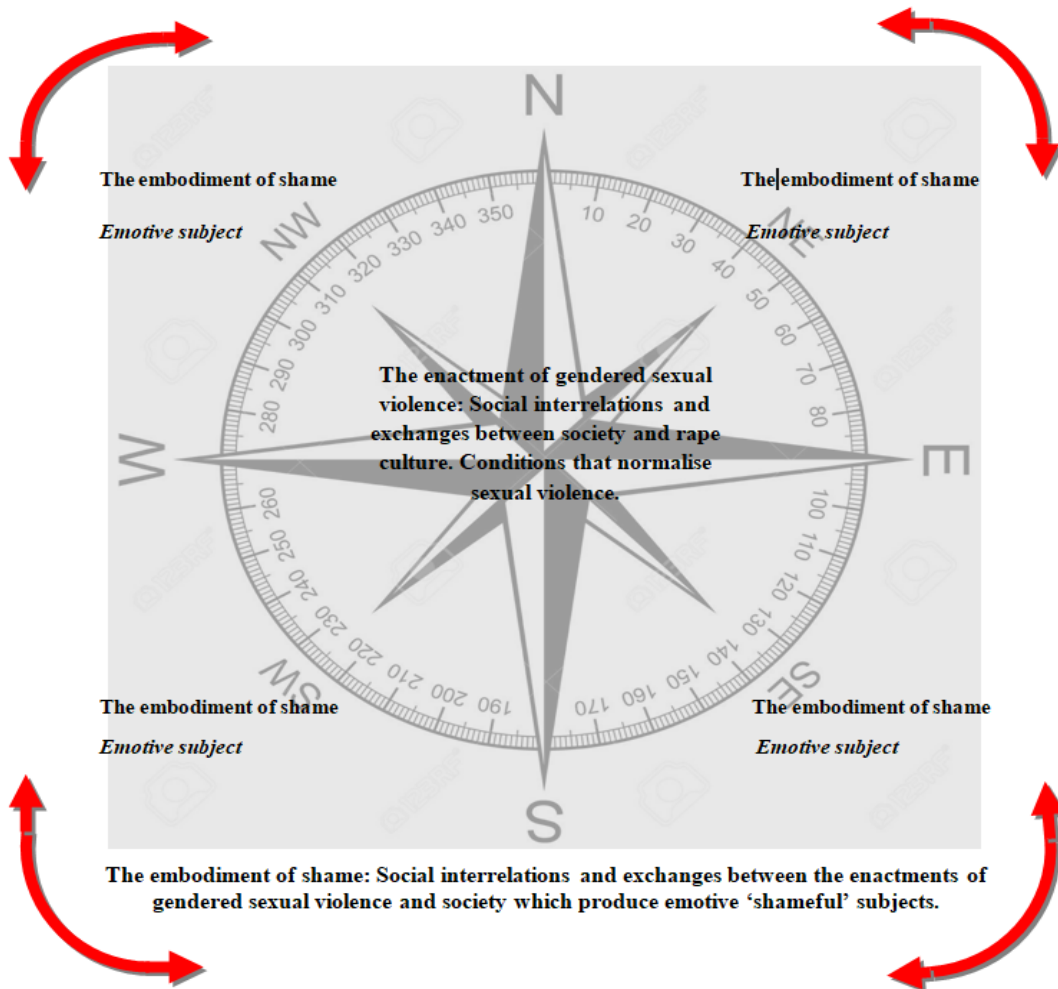 N
The embodiment of shame
The embodiment of shame
Emotive subject
Emotive subject
NW
NE
350
10
340
20
330
30
320
40
310
50
300
60
290
70
280
80
The enactment of gendered sexual
violence: Social interrelations and
exchanges between society and rape
culture. Conditions that normalise
sexual violence.
W
E
260
100
250
110
240
120
230
130
220
140
210
150
200
160
190
170
SW
SE
The embodiment of shame
The embodiment of shame
Emotive subject
Emotive subject
S
The embodiment of shame: Social interrelations and exchanges between the enactments of
gendered sexual violence and society which produce emotive ‘shameful’ subjects.